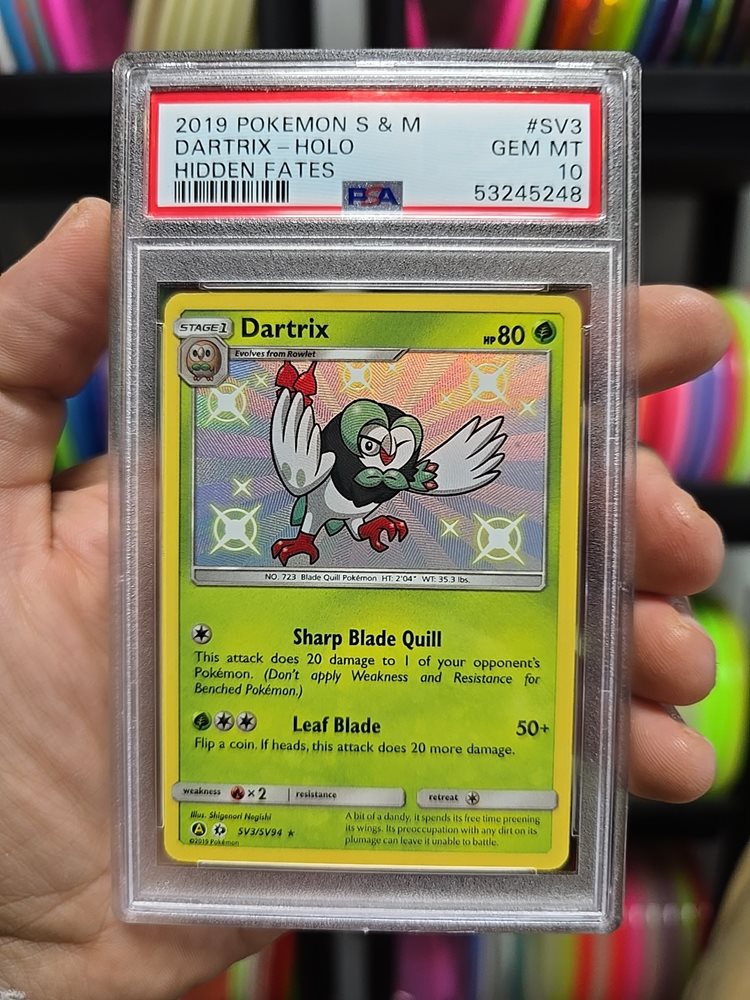 2019 POKEMON S & M #SV3
DARTRIX – HOLO GEM MT
HIDDEN FATES 10
PSA 53245248
STAGE 1 Dartrix HP 80
Evolves from Rowlet
NO. 723 Blade Quill Pokémon HT: 2'04" WT: 35.3 lbs.
Sharp Blade Quill
This attack does 20 damage to 1 of your opponent's
Pokémon. (Don't apply Weakness and Resistance for
Benched Pokémon.)
Leaf Blade 50+
Flip a coin. If heads, this attack does 20 more damage.
weakness ×2 resistance retreat
Illus. Shigenori Negishi
A SV3/SV94 ★
©2019 Pokémon
A bit of a dandy, it spends its free time preening
its wings. Its preoccupation with any dirt on its
plumage can leave it unable to battle.